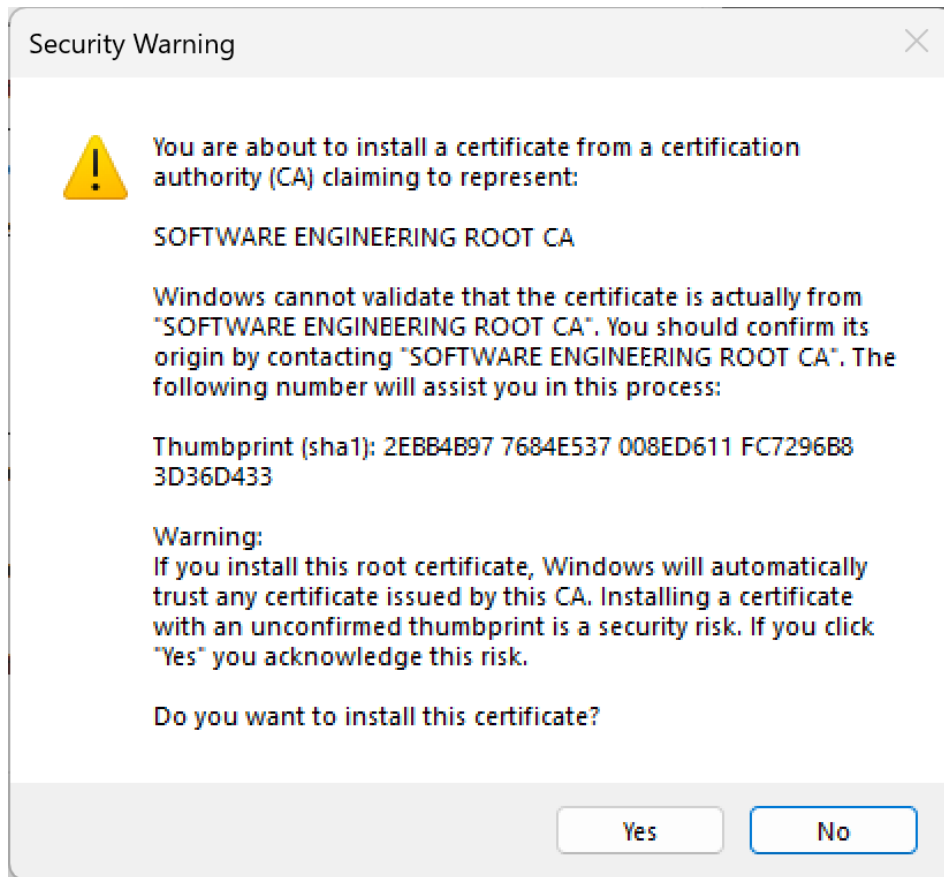 Security Warning
You are about to install a certificate from a certification
authority (CA) claiming to represent:
SOFTWARE ENGINEERING ROOT CA
Windows cannot validate that the certificate is actually from
"SOFTWARE ENGINEERING ROOT CA". You should confirm its
origin by contacting "SOFTWARE ENGINEERING ROOT CA". The
following number will assist you in this process:
Thumbprint (sha1): 2EBB4B97 7684E537 008ED611 FC7296B8
3D36D433
Warning:
If you install this root certificate, Windows will automatically
trust any certificate issued by this CA. Installing a certificate
with an unconfirmed thumbprint is a security risk. If you click
"Yes" you acknowledge this risk.
Do you want to install this certificate?
Yes
No